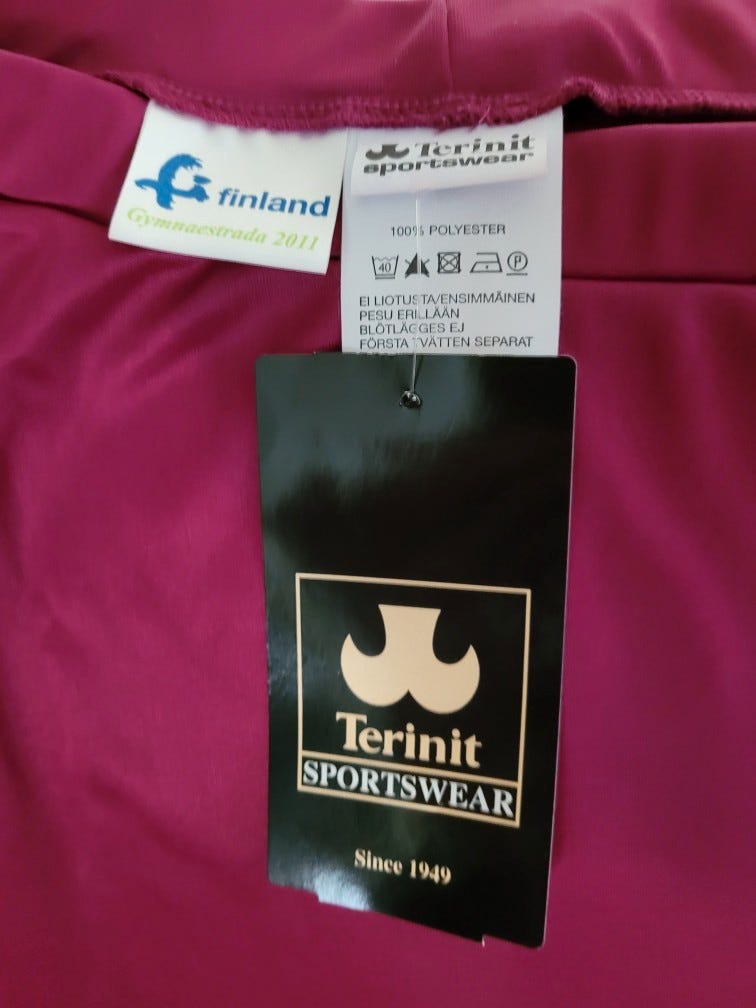 finland
Gymnaestrada 2011
Terinit
sportswear
100% POLYESTER
40
P
EI LIOTUSTA/ENSIMMÄINEN
PESU ERILLÄÄN
BLÖTLÄGGES EJ
FÖRSTA TVÄTTEN SEPARAT
Terinit
SPORTSWEAR
Since 1949